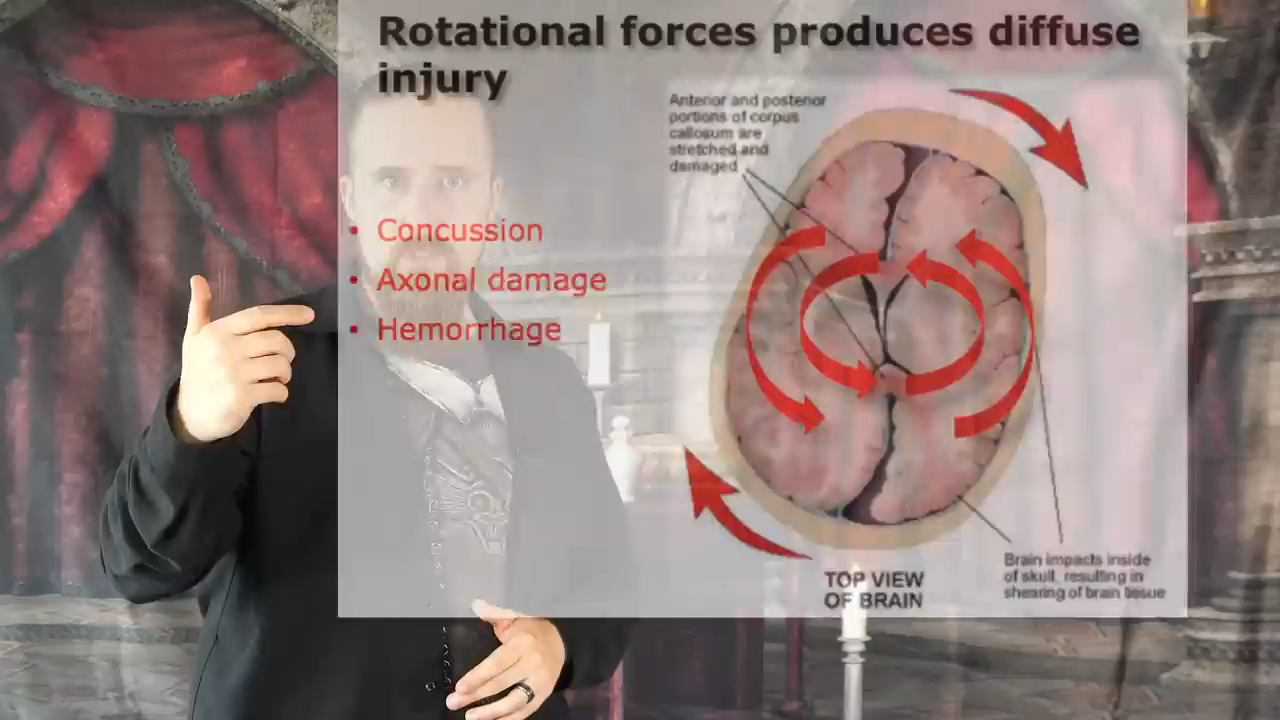 Rotational forces produces diffuse
injury
Anterior and posterior
portions of corpus
callosum are
stretched and
damaged
• Concussion
• Axonal damage
• Hemorrhage
Brain impacts inside
of skull, resulting in
shearing of brain tissue
TOP VIEW
OF BRAIN